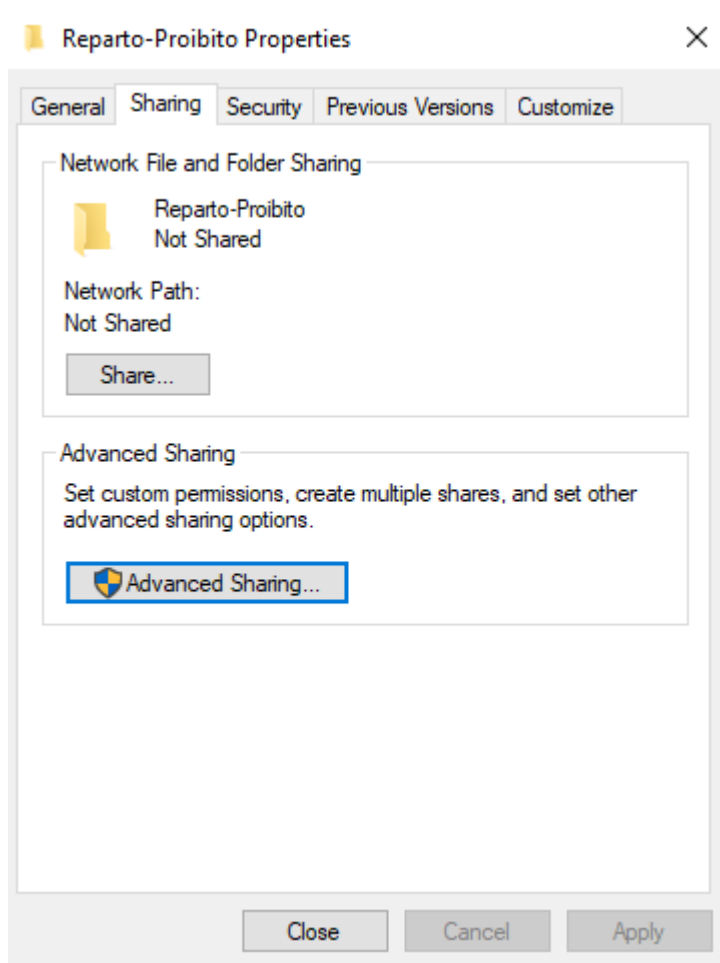 Reparto-Proibito Properties
General Sharing Security Previous Versions Customize
Network File and Folder Sharing
Reparto-Proibito
Not Shared
Network Path:
Not Shared
Share...
Advanced Sharing
Set custom permissions, create multiple shares, and set other
advanced sharing options.
Advanced Sharing...
Close Cancel Apply